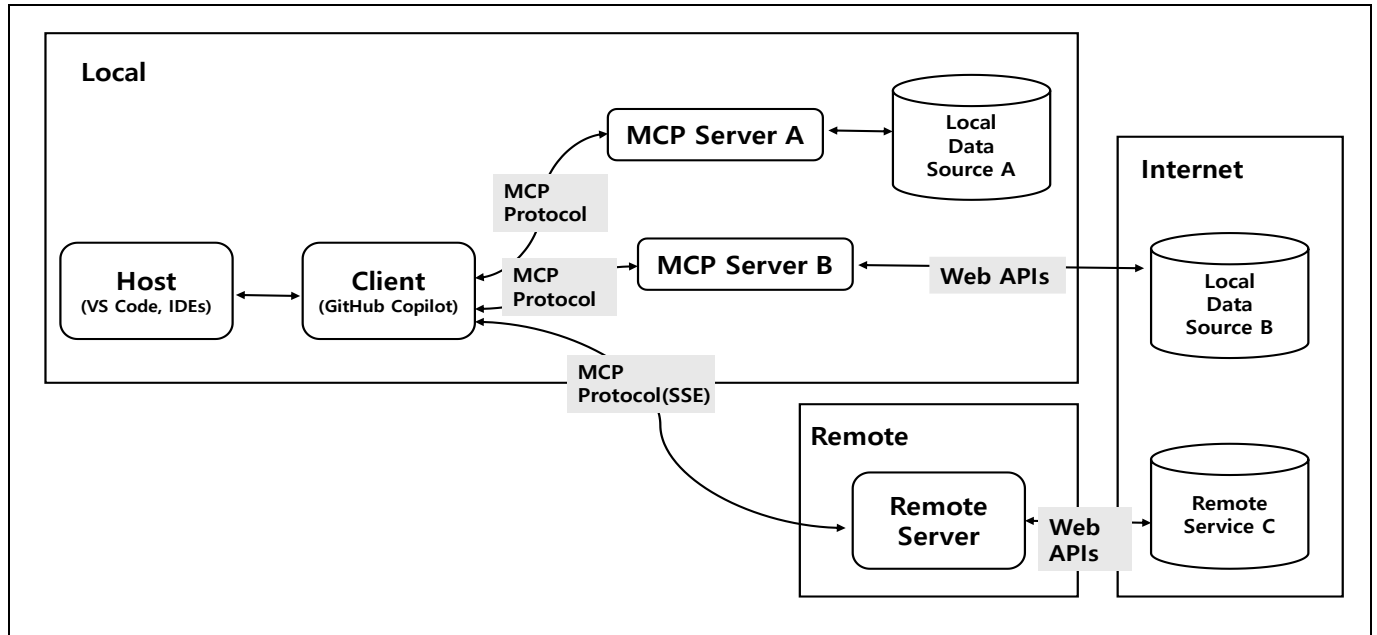 Local
MCP Server A
Local
Data
Source A
Internet
MCP
Protocol
Host
(VS Code, IDEs)
Client
(GitHub Copilot)
MCP
Protocol
MCP Server B
Web APIs
Local
Data
Source B
MCP
Protocol(SSE)
Remote
Remote
Server
Web
APIs
Remote
Service C